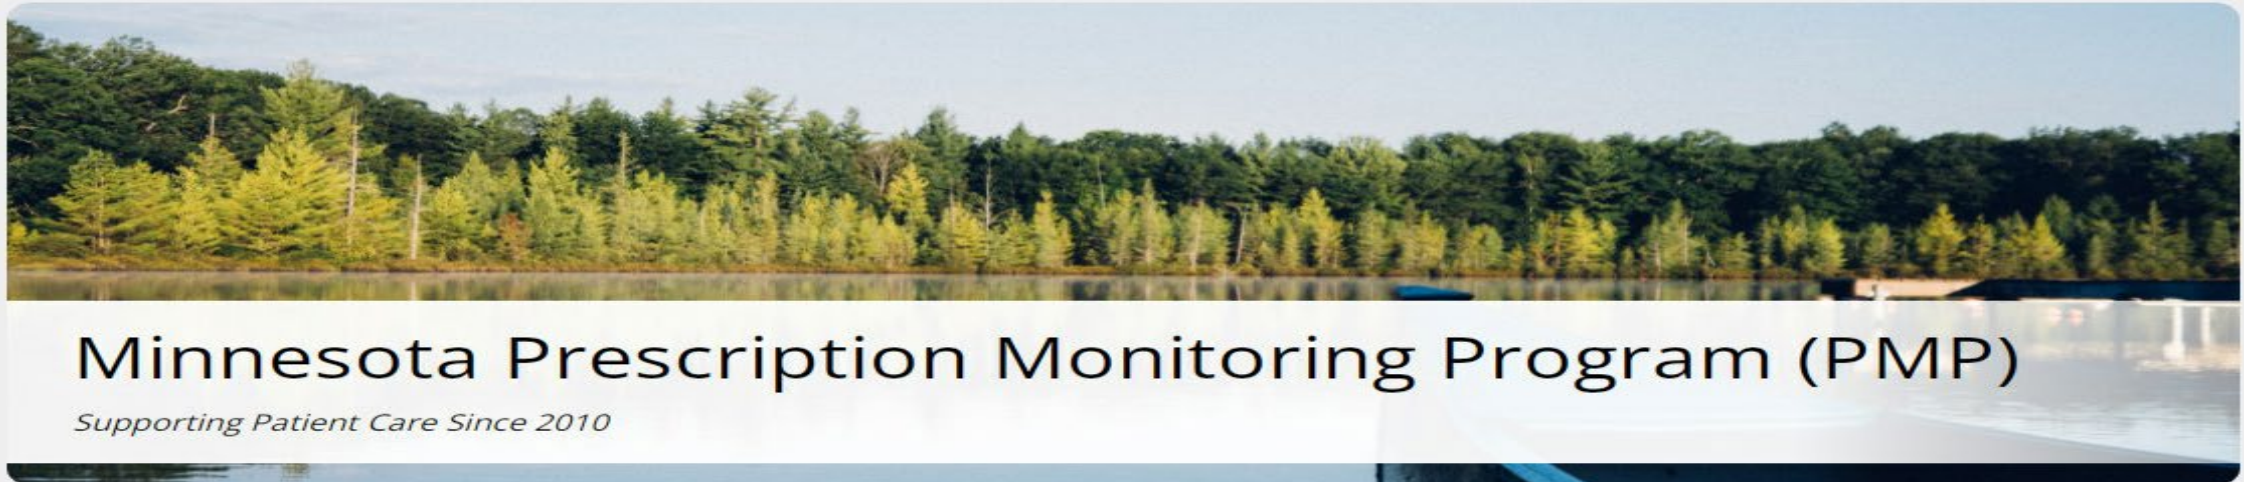 Minnesota Prescription Monitoring Program (PMP)
Supporting Patient Care Since 2010